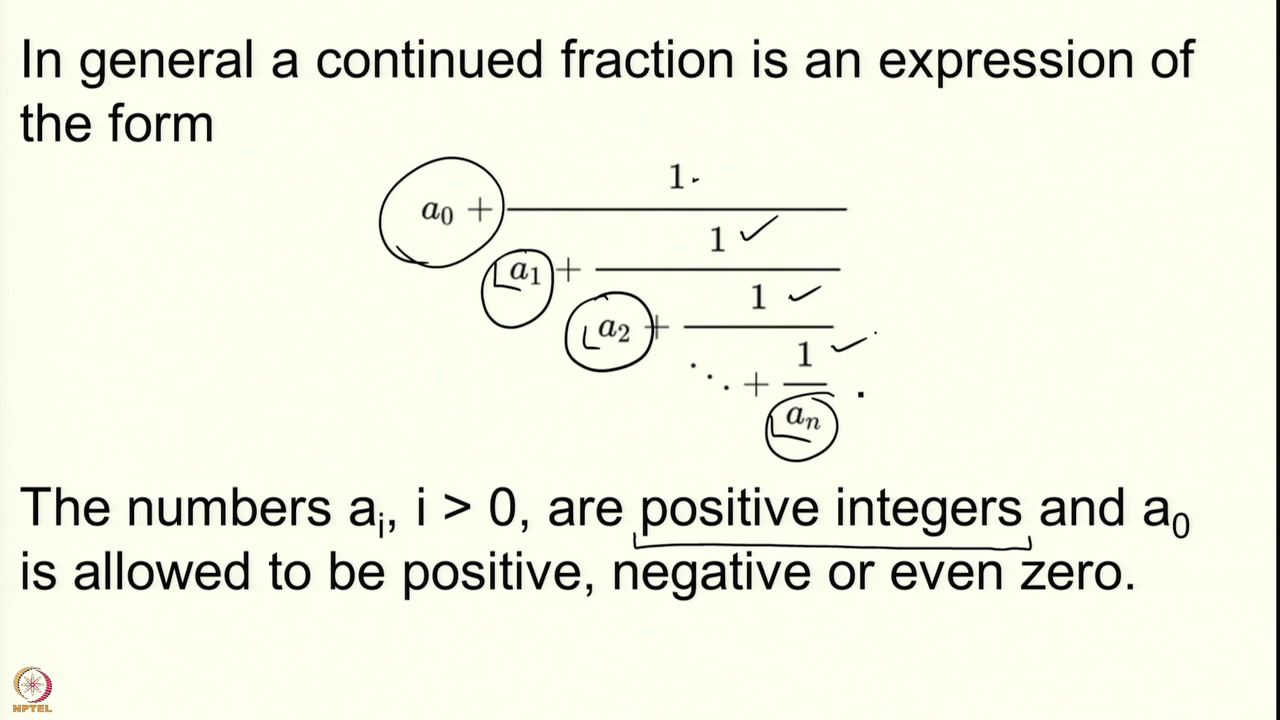 In general a continued fraction is an expression of
the form
a₀ + 1
a₁ + 1
a₂ + 1
⋱ + 1
aₙ .
The numbers aᵢ, i > 0, are positive integers and a₀
is allowed to be positive, negative or even zero.
NPTEL